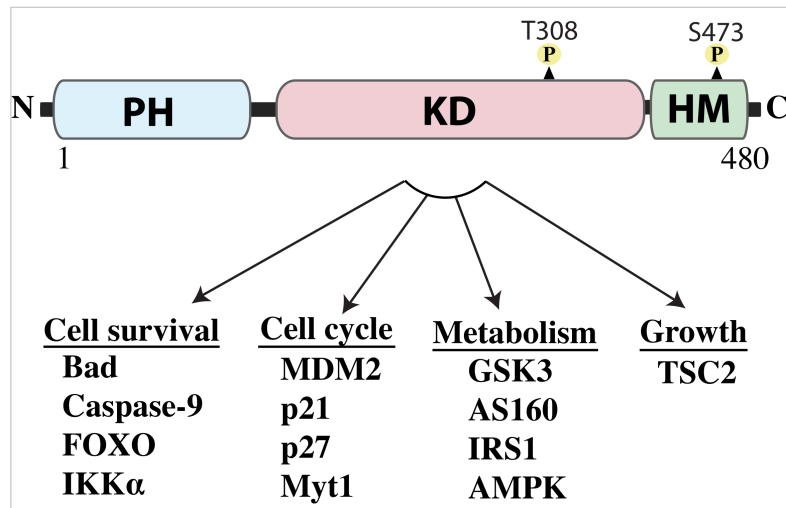 T308 S473
P P
N PH KD HM C
1 480
Cell survival Cell cycle Metabolism Growth
Bad MDM2 GSK3 TSC2
Caspase-9 p21 AS160
FOXO p27 IRS1
IKKα Myt1 AMPK